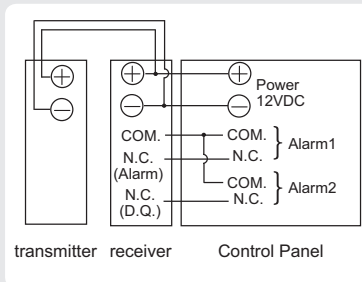 + + +
Power
12VDC
− − −
COM. COM.
Alarm1
N.C. N.C.
(Alarm)
COM.
Alarm2
N.C. N.C.
(D.Q.)
transmitter receiver Control Panel